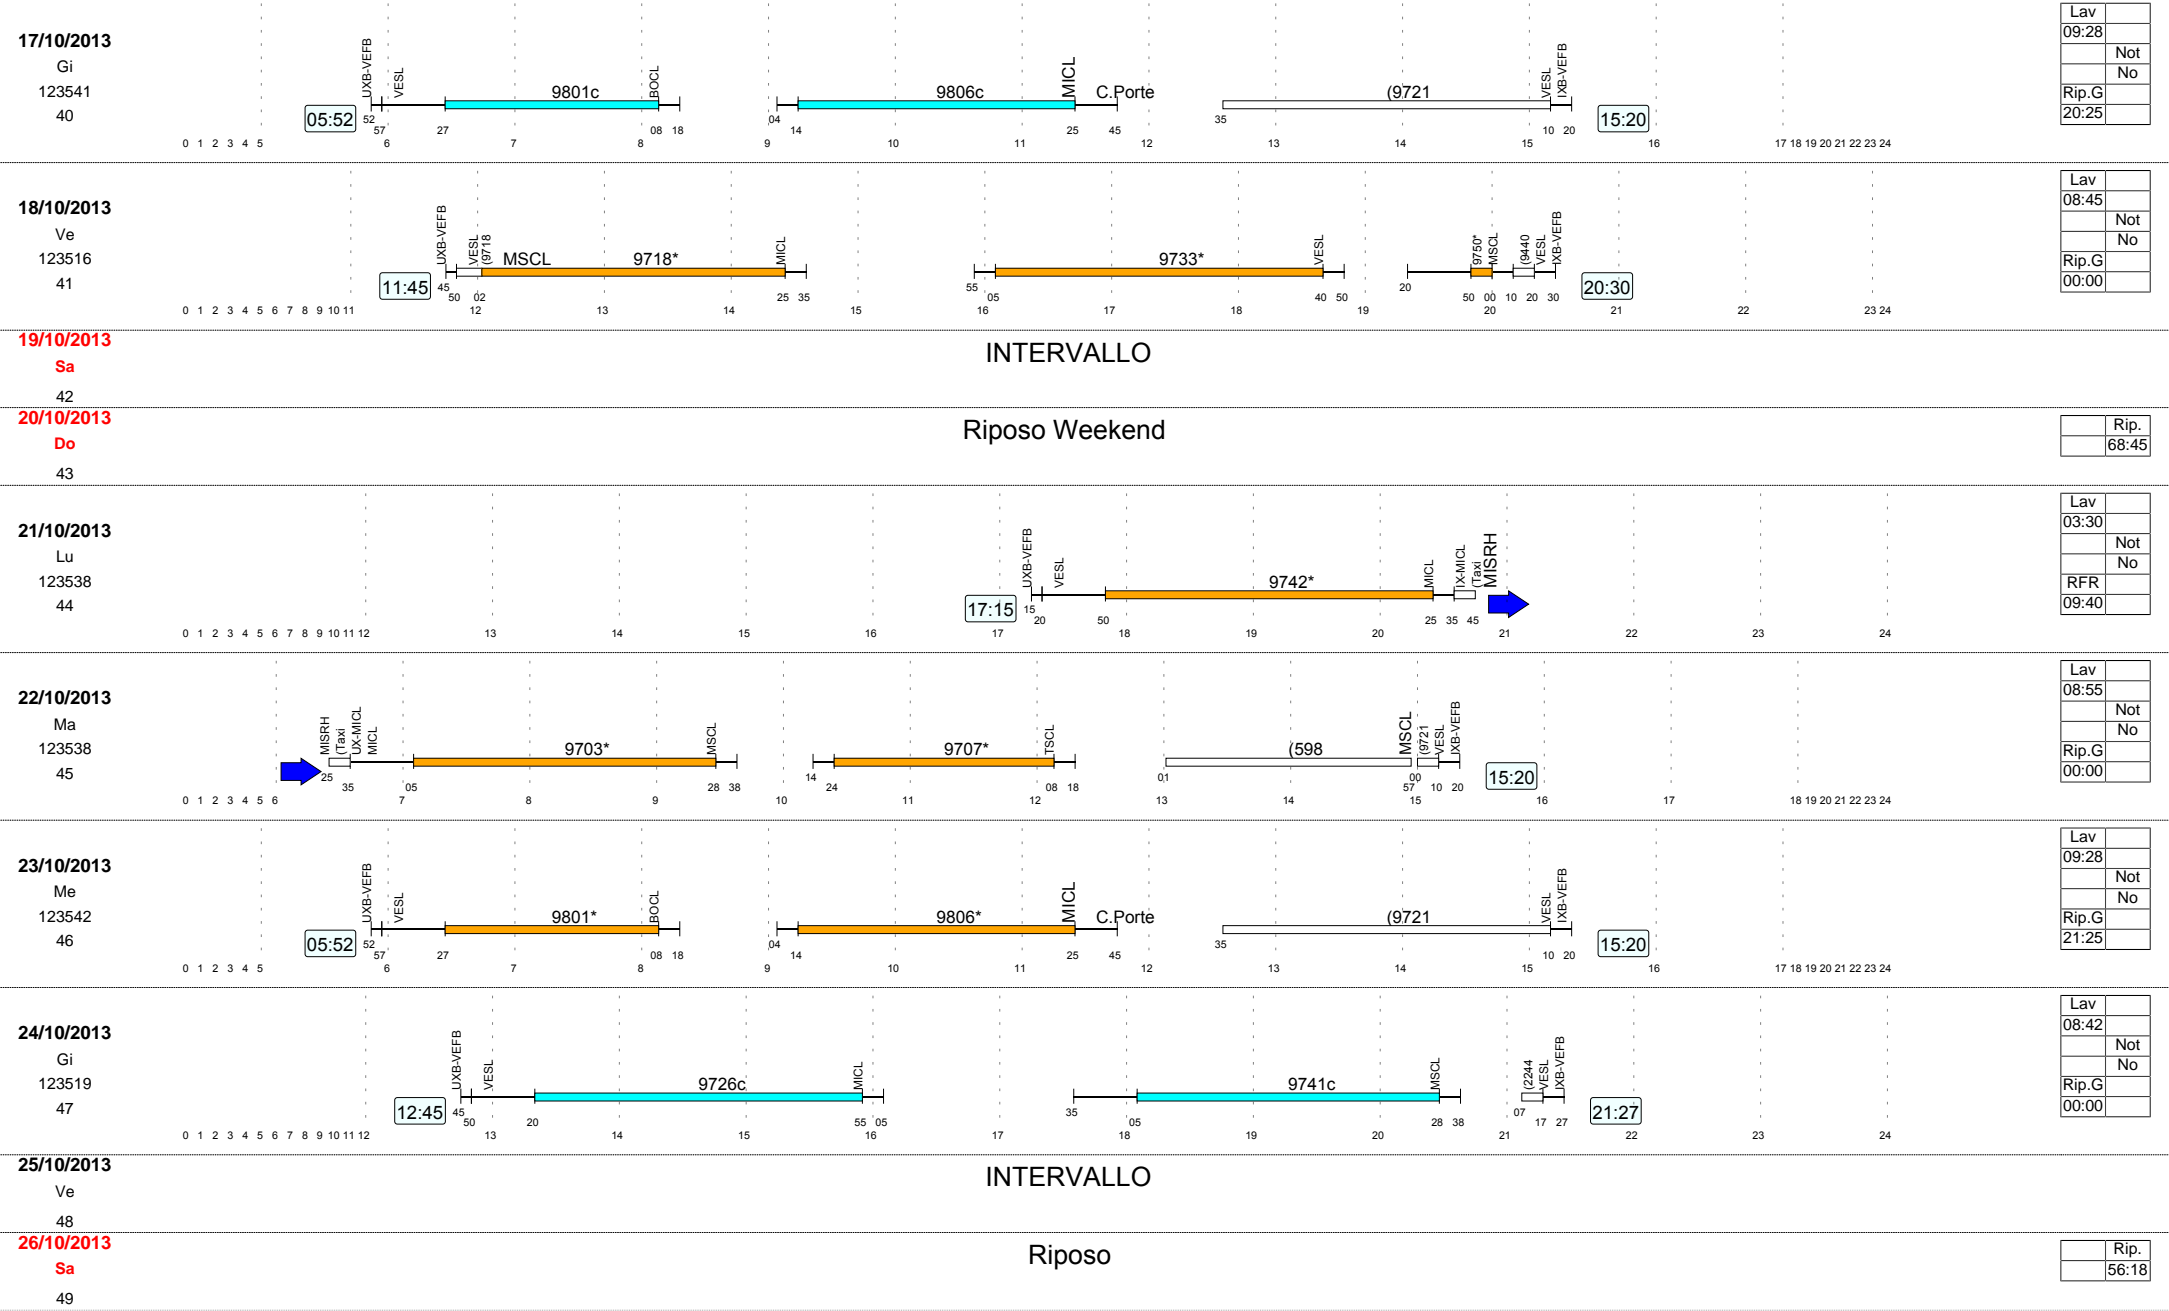 17/10/2013
Gi
123541
40
05:52
UXB-VEFB VESL 9801c BOCL 9806c MICL C.Porte (9721 VESL IXB-VEFB
52 57 27 08 18 04 14 25 45 35 10 20
15:20
0 1 2 3 4 5 6 7 8 9 10 11 12 13 14 15 16 17 18 19 20 21 22 23 24
Lav
09:28
Not
No
Rip.G
20:25
18/10/2013
Ve
123516
41
11:45
UXB-VEFB VESL (9718 MSCL 9718* MICL 9733* VESL 9750* MSCL (9440 VESL IXB-VEFB
45 50 02 25 35 55 05 40 50 20 50 00 10 20 30
20:30
0 1 2 3 4 5 6 7 8 9 10 11 12 13 14 15 16 17 18 19 20 21 22 23 24
Lav
08:45
Not
No
Rip.G
00:00
19/10/2013
Sa
42
INTERVALLO
20/10/2013
Do
43
Riposo Weekend
Rip.
68:45
21/10/2013
Lu
123538
44
17:15
UXB-VEFB VESL 9742* MICL IX-MICL (Taxi MISRH
15 20 50 25 35 45
0 1 2 3 4 5 6 7 8 9 10 11 12 13 14 15 16 17 18 19 20 21 22 23 24
Lav
03:30
Not
No
RFR
09:40
22/10/2013
Ma
123538
45
MISRH (Taxi UX-MICL MICL 9703* MSCL 9707* TSCL (598 MSCL (9721 VESL IXB-VEFB
25 35 05 28 38 14 24 08 18 01 57 00 10 20
15:20
0 1 2 3 4 5 6 7 8 9 10 11 12 13 14 15 16 17 18 19 20 21 22 23 24
Lav
08:55
Not
No
Rip.G
00:00
23/10/2013
Me
123542
46
05:52
UXB-VEFB VESL 9801* BOCL 9806* MICL C.Porte (9721 VESL IXB-VEFB
52 57 27 08 18 04 14 25 45 35 10 20
15:20
0 1 2 3 4 5 6 7 8 9 10 11 12 13 14 15 16 17 18 19 20 21 22 23 24
Lav
09:28
Not
No
Rip.G
21:25
24/10/2013
Gi
123519
47
12:45
UXB-VEFB VESL 9726c MICL 9741c MSCL (2244 VESL IXB-VEFB
45 50 20 55 05 35 05 28 38 07 17 27
21:27
0 1 2 3 4 5 6 7 8 9 10 11 12 13 14 15 16 17 18 19 20 21 22 23 24
Lav
08:42
Not
No
Rip.G
00:00
25/10/2013
Ve
48
INTERVALLO
26/10/2013
Sa
49
Riposo
Rip.
56:18